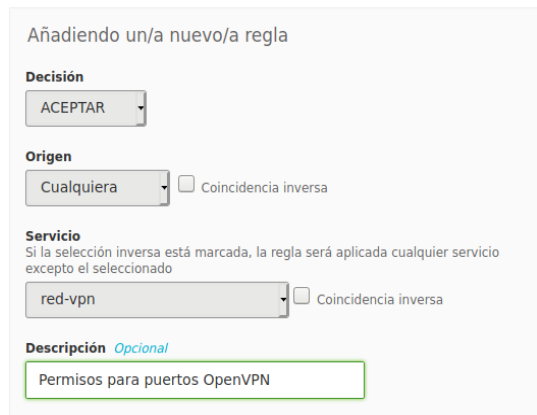 Añadiendo un/a nuevo/a regla
Decisión
ACEPTAR
Origen
Cualquiera Coincidencia inversa
Servicio
Si la selección inversa está marcada, la regla será aplicada cualquier servicio
excepto el seleccionado
red-vpn Coincidencia inversa
Descripción Opcional
Permisos para puertos OpenVPN